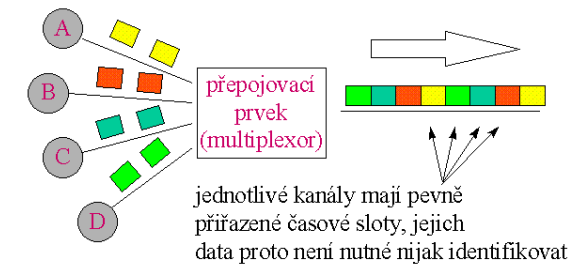 A
B
C
D
přepojovací
prvek
(multiplexor)
jednotlivé kanály mají pevně
přiřazené časové sloty, jejich
data proto není nutné nijak identifikovat